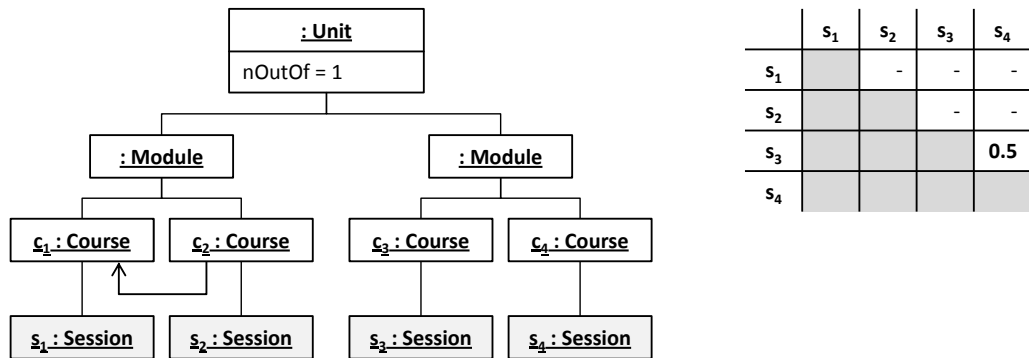 : Unit
nOutOf = 1
: Module
: Module
c₁ : Course
c₂ : Course
c₃ : Course
c₄ : Course
s₁ : Session
s₂ : Session
s₃ : Session
s₄ : Session
s₁ s₂ s₃ s₄
s₁ - - -
s₂ - -
s₃ 0.5
s₄